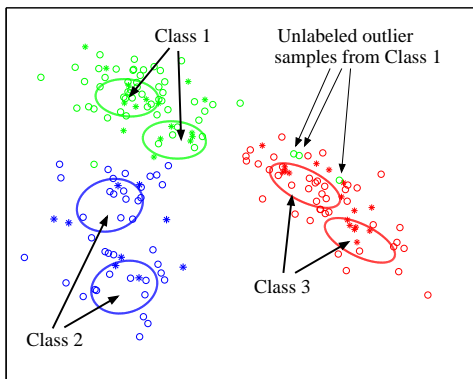 Class 1
Unlabeled outlier
samples from Class 1
Class 3
Class 2